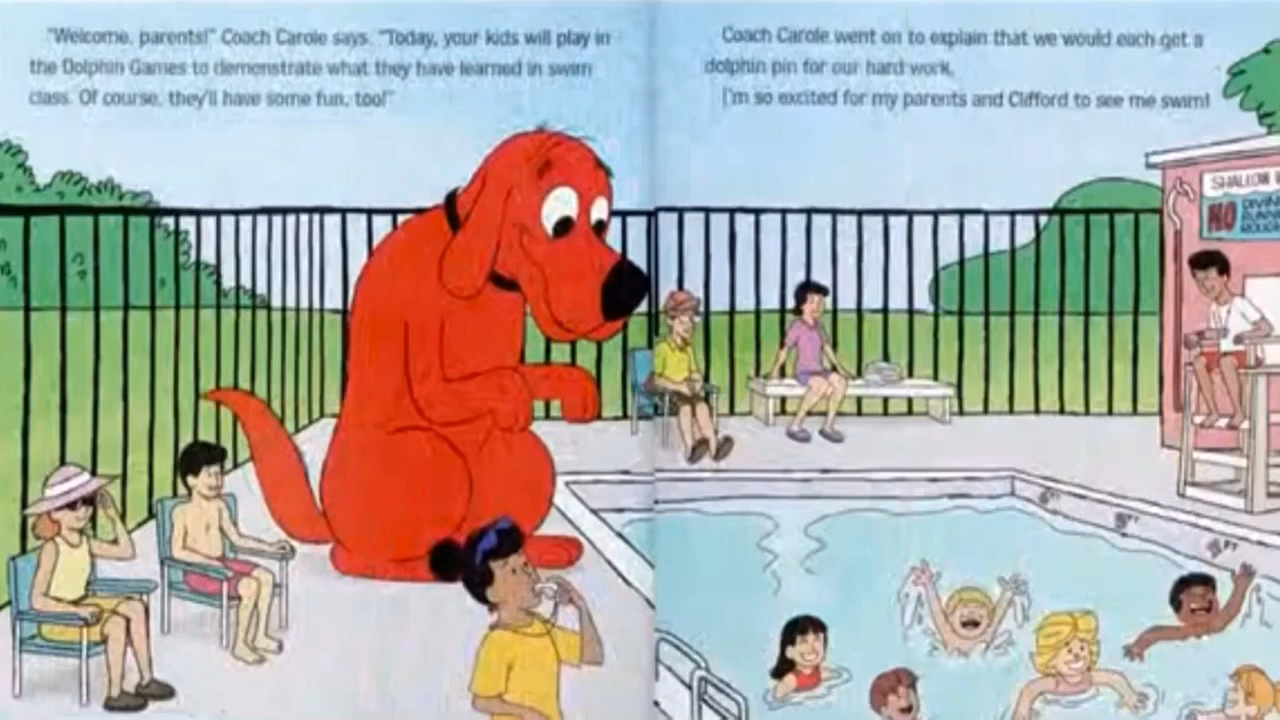 "Welcome, parents!" Coach Carole says. "Today, your kids will play in
the Dolphin Games to demonstrate what they have learned in swim
class. Of course, they'll have some fun, too!"
Coach Carole went on to explain that we would each get a
dolphin pin for our hard work.
I'm so excited for my parents and Clifford to see me swim!
SHALLOW
NO